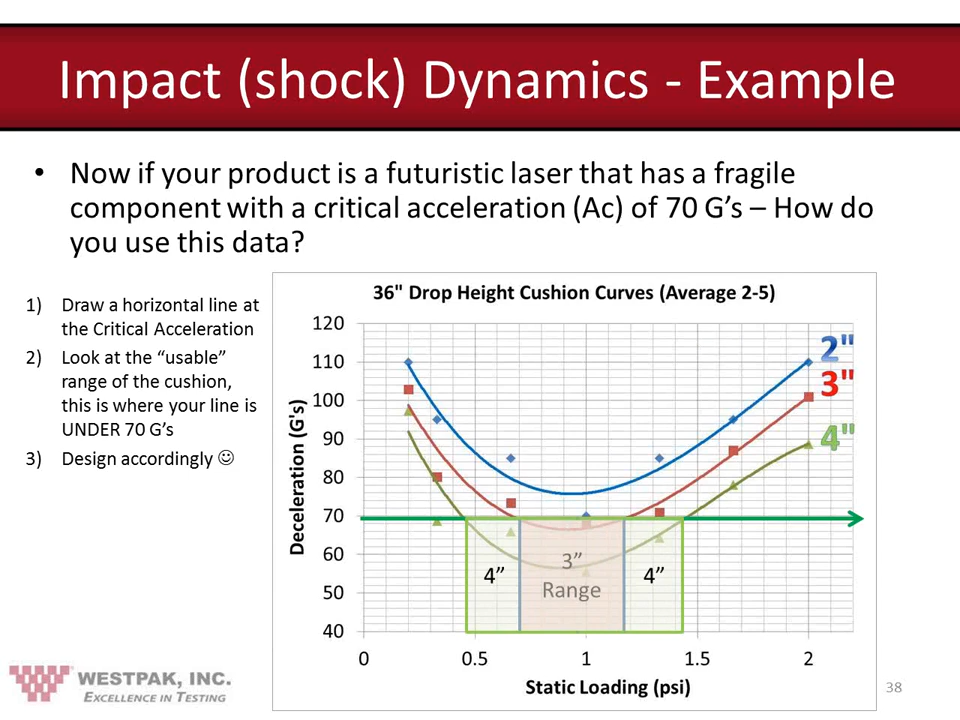 Impact (shock) Dynamics - Example
• Now if your product is a futuristic laser that has a fragile
component with a critical acceleration (Ac) of 70 G’s – How do
you use this data?
1) Draw a horizontal line at
the Critical Acceleration
2) Look at the “usable”
range of the cushion,
this is where your line is
UNDER 70 G’s
3) Design accordingly ☺
36" Drop Height Cushion Curves (Average 2-5)
Deceleration (G's)
120
110
100
90
80
70
60
50
40
2"
3"
4"
4”
3”
Range
4”
0 0.5 1 1.5 2
Static Loading (psi)
WESTPAK, INC.
EXCELLENCE IN TESTING
38